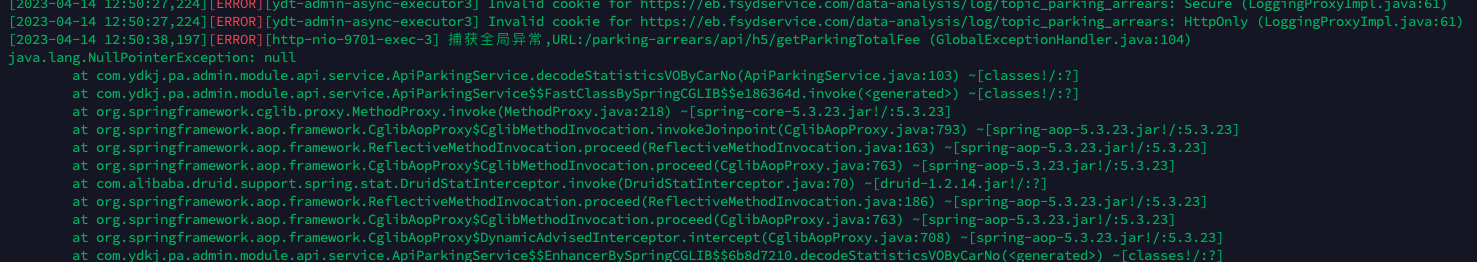 [2023-04-14 12:50:27,224][ERROR][ydt-admin-async-executor3] Invalid cookie for https://eb.fsydservice.com/data-analysis/log/topic_parking_arrears: Secure (LoggingProxyImpl.java:61)
[2023-04-14 12:50:27,224][ERROR][ydt-admin-async-executor3] Invalid cookie for https://eb.fsydservice.com/data-analysis/log/topic_parking_arrears: HttpOnly (LoggingProxyImpl.java:61)
[2023-04-14 12:50:38,197][ERROR][http-nio-9701-exec-3] 捕获全局异常,URL:/parking-arrears/api/h5/getParkingTotalFee (GlobalExceptionHandler.java:104)
java.lang.NullPointerException: null
at com.ydkj.pa.admin.module.api.service.ApiParkingService.decodeStatisticsVOByCarNo(ApiParkingService.java:103) ~[classes!/:?]
at com.ydkj.pa.admin.module.api.service.ApiParkingService$$FastClassBySpringCGLIB$$e186364d.invoke(<generated>) ~[classes!/:?]
at org.springframework.cglib.proxy.MethodProxy.invoke(MethodProxy.java:218) ~[spring-core-5.3.23.jar!/:5.3.23]
at org.springframework.aop.framework.CglibAopProxy$CglibMethodInvocation.invokeJoinpoint(CglibAopProxy.java:793) ~[spring-aop-5.3.23.jar!/:5.3.23]
at org.springframework.aop.framework.ReflectiveMethodInvocation.proceed(ReflectiveMethodInvocation.java:163) ~[spring-aop-5.3.23.jar!/:5.3.23]
at org.springframework.aop.framework.CglibAopProxy$CglibMethodInvocation.proceed(CglibAopProxy.java:763) ~[spring-aop-5.3.23.jar!/:5.3.23]
at com.alibaba.druid.support.spring.stat.DruidStatInterceptor.invoke(DruidStatInterceptor.java:70) ~[druid-1.2.14.jar!/:?]
at org.springframework.aop.framework.ReflectiveMethodInvocation.proceed(ReflectiveMethodInvocation.java:186) ~[spring-aop-5.3.23.jar!/:5.3.23]
at org.springframework.aop.framework.CglibAopProxy$CglibMethodInvocation.proceed(CglibAopProxy.java:763) ~[spring-aop-5.3.23.jar!/:5.3.23]
at org.springframework.aop.framework.CglibAopProxy$DynamicAdvisedInterceptor.intercept(CglibAopProxy.java:708) ~[spring-aop-5.3.23.jar!/:5.3.23]
at com.ydkj.pa.admin.module.api.service.ApiParkingService$$EnhancerBySpringCGLIB$$6b8d7210.decodeStatisticsVOByCarNo(<generated>) ~[classes!/:?]